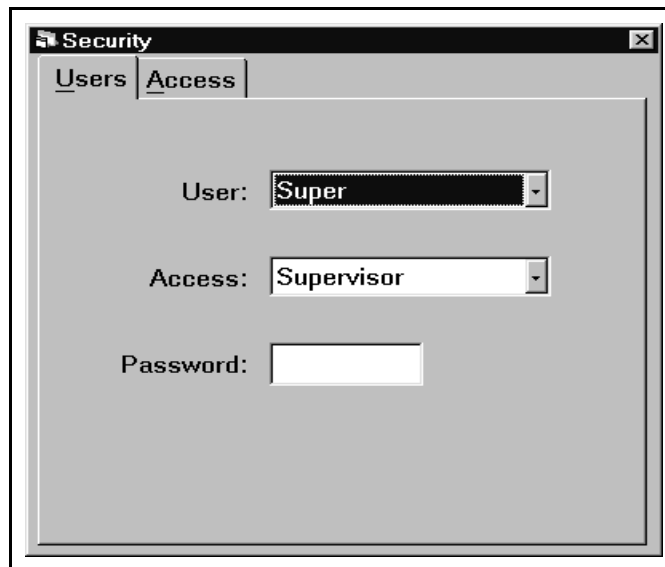 Security
Users Access
User: Super
Access: Supervisor
Password: